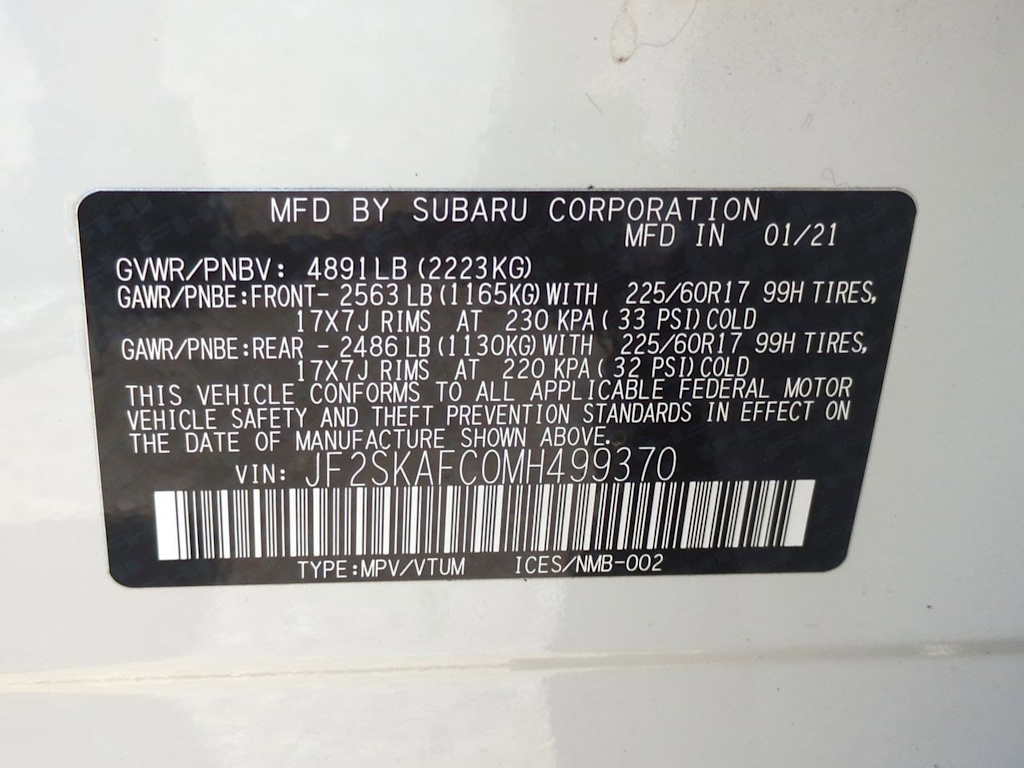 MFD BY SUBARU CORPORATION
MFD IN 01/21
GVWR/PNBV: 4891LB (2223KG)
GAWR/PNBE:FRONT- 2563 LB (1165KG) WITH 225/60R17 99H TIRES,
17X7J RIMS AT 230 KPA ( 33 PSI) COLD
GAWR/PNBE:REAR - 2486 LB (1130KG) WITH 225/60R17 99H TIRES,
17X7J RIMS AT 220 KPA ( 32 PSI) COLD
THIS VEHICLE CONFORMS TO ALL APPLICABLE FEDERAL MOTOR
VEHICLE SAFETY AND THEFT PREVENTION STANDARDS IN EFFECT ON
THE DATE OF MANUFACTURE SHOWN ABOVE.
VIN: JF2SKAFC0MH499370
TYPE:MPV/VTUM ICES/NMB-002